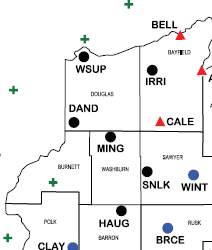 BELL
BAYFIELD
WSUP
IRRI
DOUGLAS
DAND
CALE
MING
SAWYER
BURNETT
WASHBURN
SNLK
WINT
HAUG
POLK
RUSK
BARRON
BRCE
CLAY